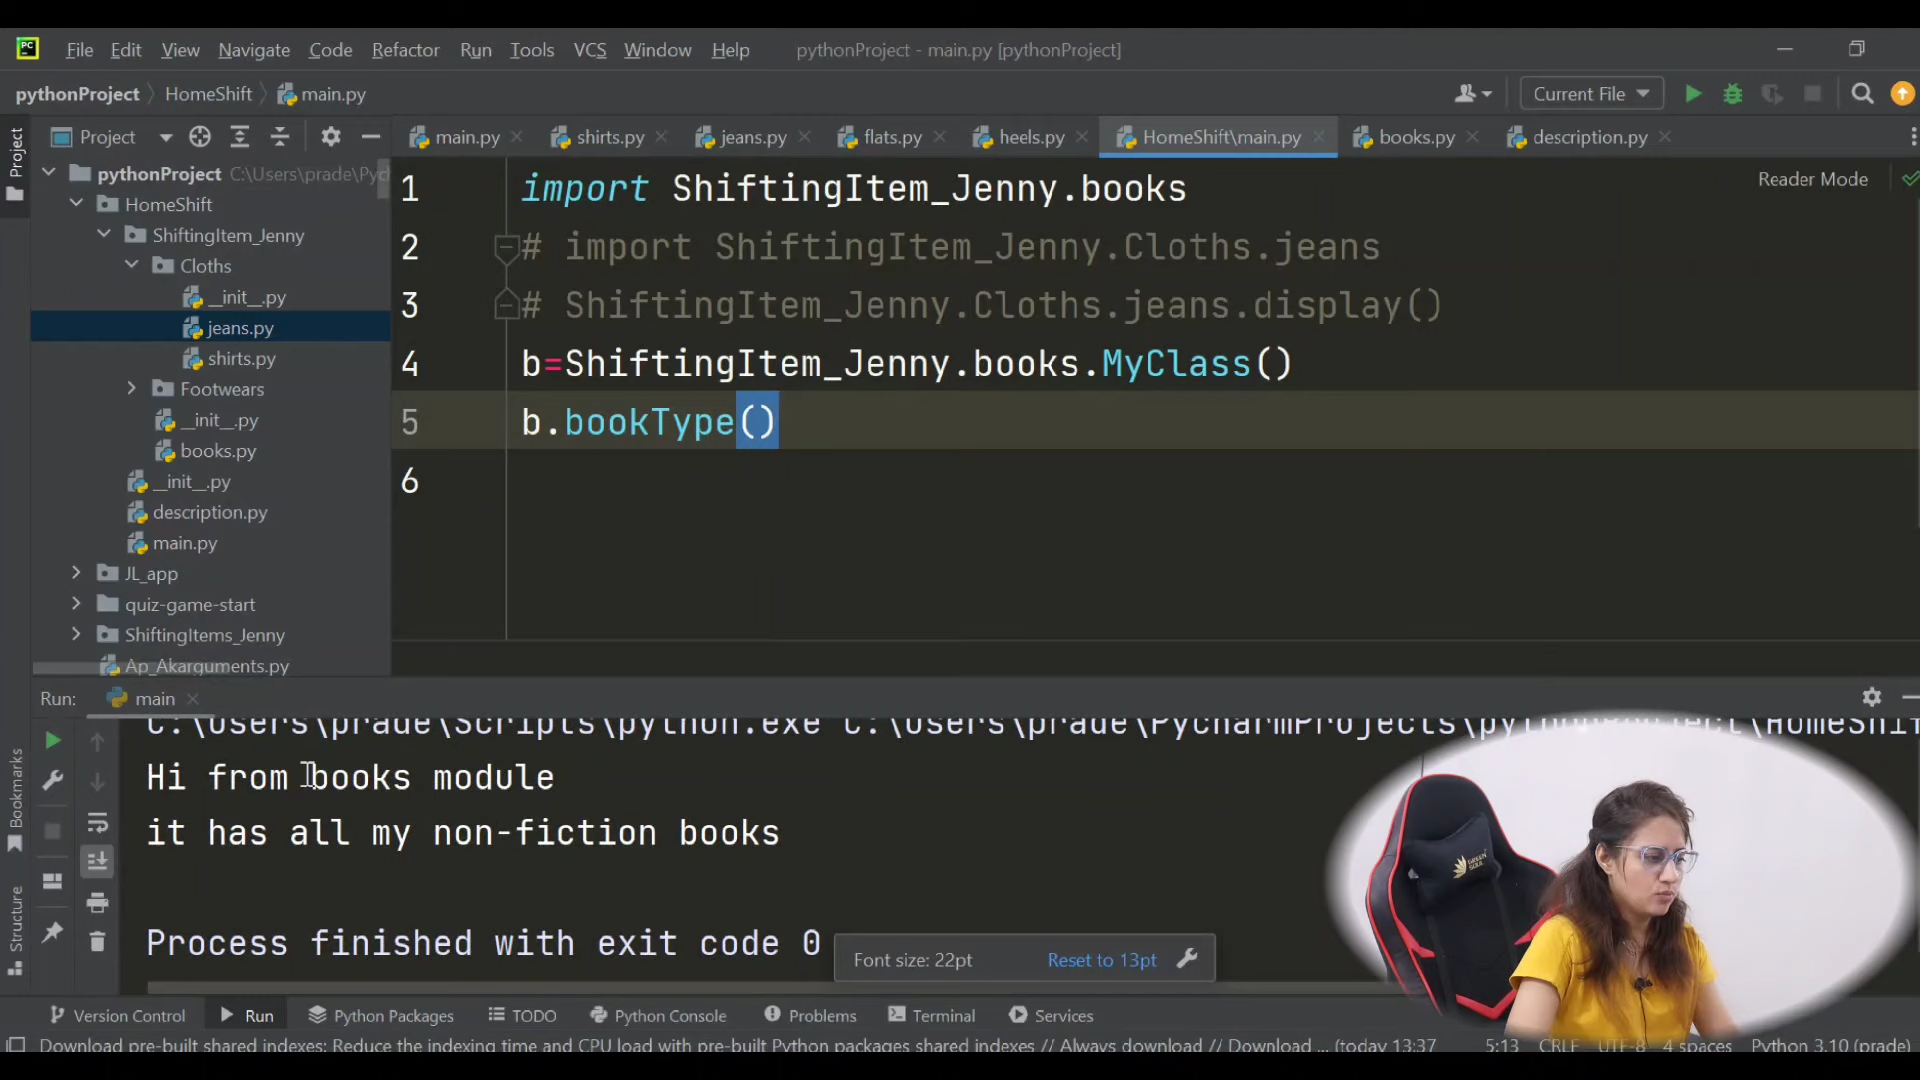 PC File Edit View Navigate Code Refactor Run Tools VCS Window Help pythonProject - main.py [pythonProject]
pythonProject HomeShift main.py Current File
Project main.py shirts.py jeans.py flats.py heels.py HomeShift\main.py books.py description.py
Project
pythonProject C:\Users\prade\Pyc
HomeShift
ShiftingItem_Jenny
Cloths
__init__.py
jeans.py
shirts.py
Footwears
__init__.py
books.py
__init__.py
description.py
main.py
JL_app
quiz-game-start
ShiftingItems_Jenny
Ap_Akarguments.py
Reader Mode
1 import ShiftingItem_Jenny.books
2 # import ShiftingItem_Jenny.Cloths.jeans
3 # ShiftingItem_Jenny.Cloths.jeans.display()
4 b=ShiftingItem_Jenny.books.MyClass()
5 b.bookType()
6
Run: main
C:\Users\prade\Scripts\python.exe C:\Users\prade\PycharmProjects\pythonProject\HomeShif
Hi from books module
it has all my non-fiction books
Process finished with exit code 0
Font size: 22pt Reset to 13pt
Bookmarks
Structure
GREEN SOUL
Version Control Run Python Packages TODO Python Console Problems Terminal Services
Download pre-built shared indexes: Reduce the indexing time and CPU load with pre-built Python packages shared indexes // Always download // Download ... (today 13:37 5:13 CRLF UTF-8 4 spaces Python 3.10 (prade)